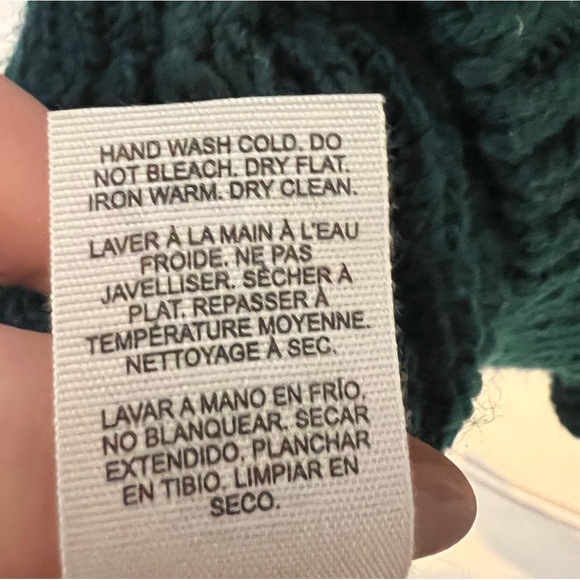 HAND WASH COLD. DO
NOT BLEACH. DRY FLAT.
IRON WARM. DRY CLEAN.
LAVER À LA MAIN À L'EAU
FROIDE. NE PAS
JAVELLISER. SÈCHER À
PLAT. REPASSER À
TEMPÉRATURE MOYENNE.
NETTOYAGE À SEC.
LAVAR A MANO EN FRÍO.
NO BLANQUEAR. SECAR
EXTENDIDO. PLANCHAR
EN TIBIO. LIMPIAR EN
SECO.